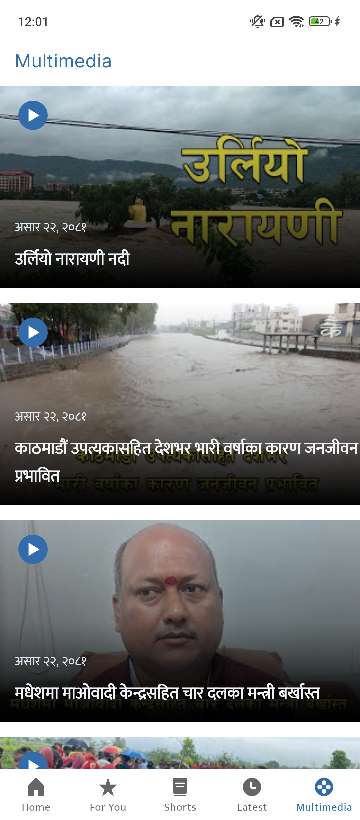 12:01
42
Multimedia
उर्लियो
नारायणी
असार २२, २०८१
उर्लियो नारायणी नदी
असार २२, २०८१
काठमाडौं उपत्यकासहित देशभर भारी वर्षाका कारण जनजीवन
प्रभावित
असार २२, २०८१
मधेशमा माओवादी केन्द्रसहित चार दलका मन्त्री बर्खास्त
Home
For You
Shorts
Latest
Multimedia